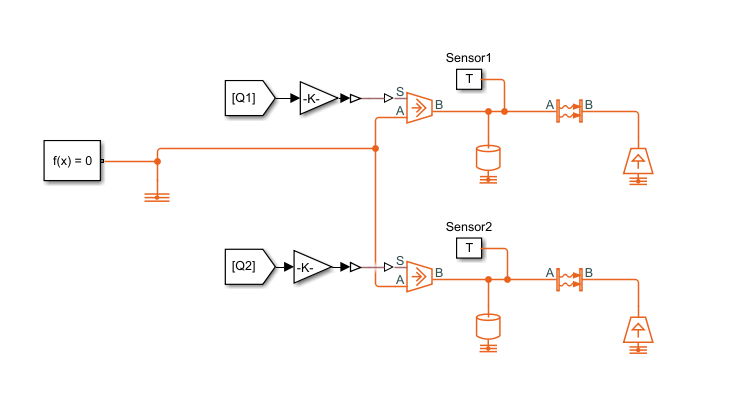 Sensor1
T
[Q1]
-K-
S
A
B
A
B
f(x) = 0
Sensor2
T
[Q2]
-K-
S
A
B
A
B